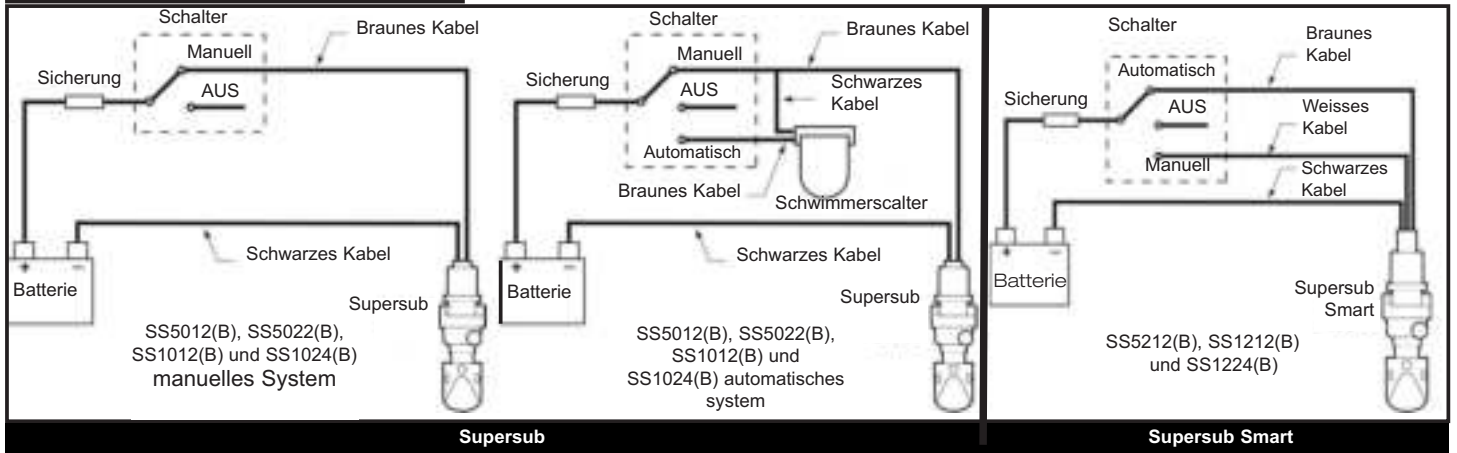 Schalter
Braunes Kabel
Manuell
Sicherung
AUS
+
−
Schwarzes Kabel
Batterie
Supersub
SS5012(B), SS5022(B),
SS1012(B) und SS1024(B)
manuelles System
Schalter
Braunes Kabel
Manuell
Sicherung
Schwarzes
Kabel
AUS
Automatisch
Braunes Kabel
Schwimmerscalter
+
−
Schwarzes Kabel
Batterie
Supersub
SS5012(B), SS5022(B),
SS1012(B) und
SS1024(B) automatisches
system
Supersub
Schalter
Braunes
Kabel
Automatisch
Sicherung
AUS
Weisses
Kabel
Manuell
Schwarzes
Kabel
+
−
Batterie
Supersub
Smart
SS5212(B), SS1212(B)
und SS1224(B)
Supersub Smart